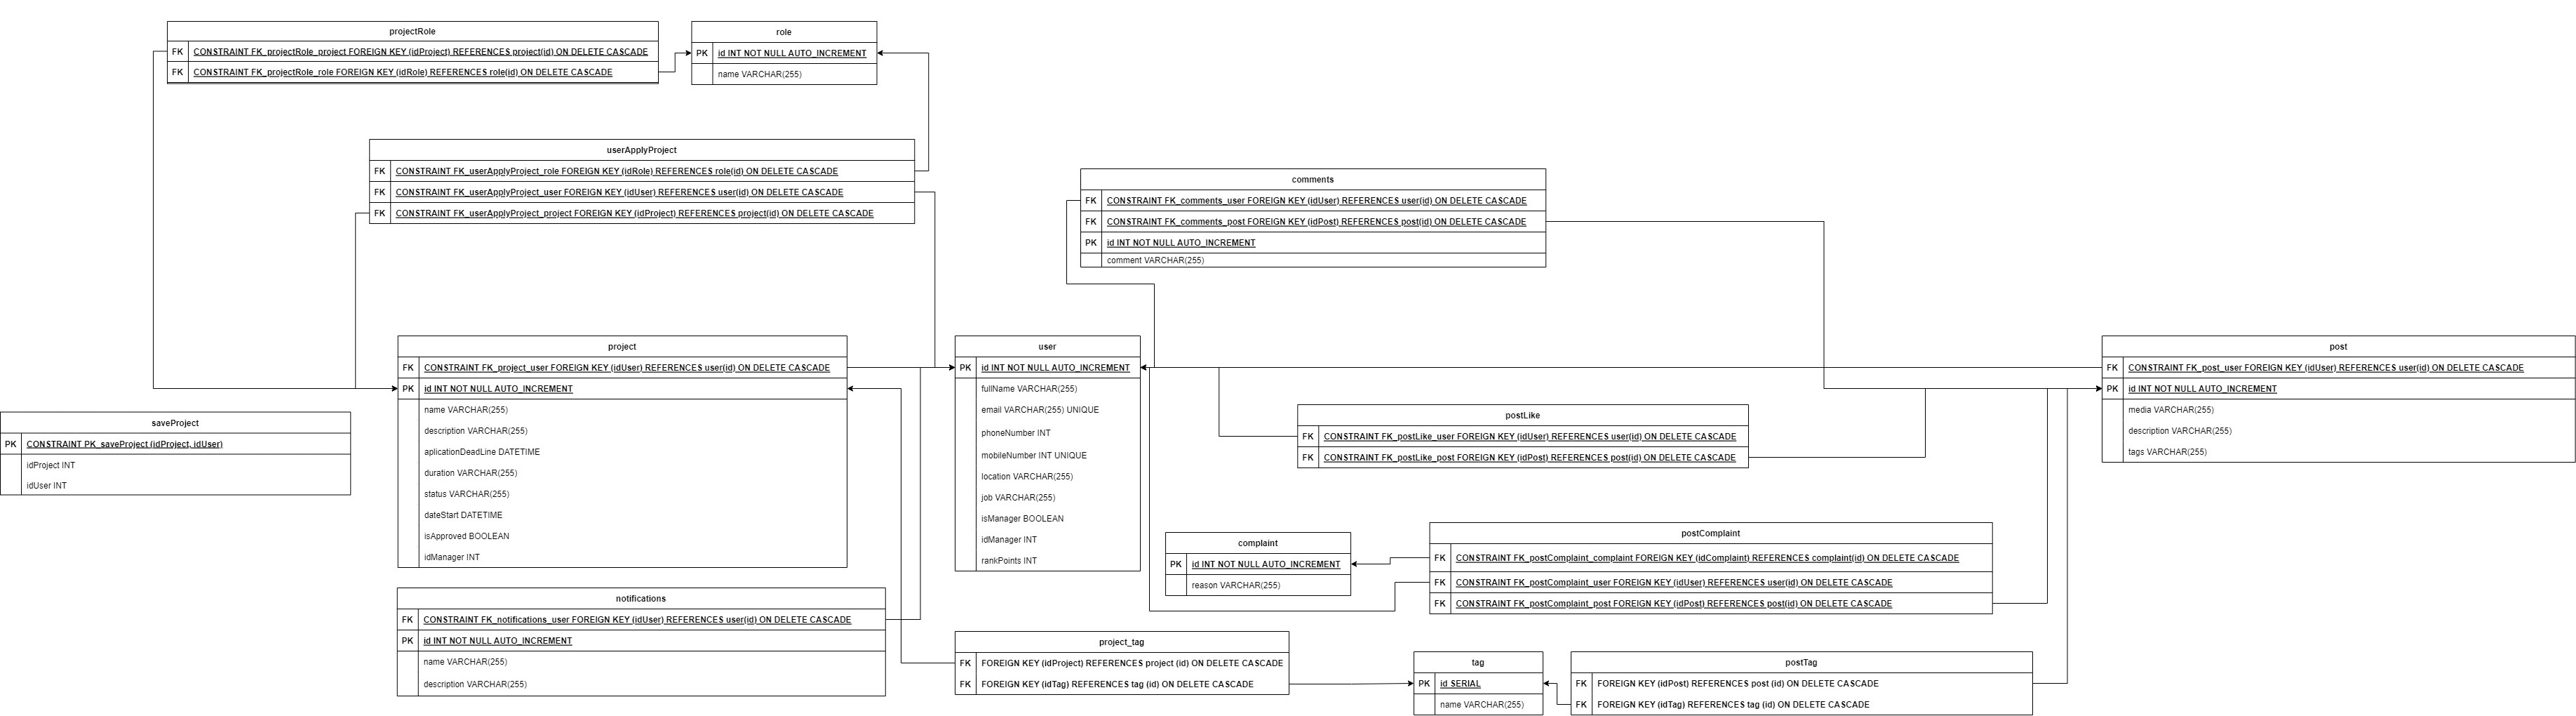 projectRole
FK CONSTRAINT FK_projectRole_project FOREIGN KEY (idProject) REFERENCES project(id) ON DELETE CASCADE
FK CONSTRAINT FK_projectRole_role FOREIGN KEY (idRole) REFERENCES role(id) ON DELETE CASCADE
role
PK id INT NOT NULL AUTO_INCREMENT
name VARCHAR(255)
userApplyProject
FK CONSTRAINT FK_userApplyProject_role FOREIGN KEY (idRole) REFERENCES role(id) ON DELETE CASCADE
FK CONSTRAINT FK_userApplyProject_user FOREIGN KEY (idUser) REFERENCES user(id) ON DELETE CASCADE
FK CONSTRAINT FK_userApplyProject_project FOREIGN KEY (idProject) REFERENCES project(id) ON DELETE CASCADE
comments
FK CONSTRAINT FK_comments_user FOREIGN KEY (idUser) REFERENCES user(id) ON DELETE CASCADE
FK CONSTRAINT FK_comments_post FOREIGN KEY (idPost) REFERENCES post(id) ON DELETE CASCADE
PK id INT NOT NULL AUTO_INCREMENT
comment VARCHAR(255)
project
FK CONSTRAINT FK_project_user FOREIGN KEY (idUser) REFERENCES user(id) ON DELETE CASCADE
PK id INT NOT NULL AUTO_INCREMENT
name VARCHAR(255)
description VARCHAR(255)
aplicationDeadLine DATETIME
duration VARCHAR(255)
status VARCHAR(255)
dateStart DATETIME
isApproved BOOLEAN
idManager INT
user
PK id INT NOT NULL AUTO_INCREMENT
fullName VARCHAR(255)
email VARCHAR(255) UNIQUE
phoneNumber INT
mobileNumber INT UNIQUE
location VARCHAR(255)
job VARCHAR(255)
isManager BOOLEAN
idManager INT
rankPoints INT
post
FK CONSTRAINT FK_post_user FOREIGN KEY (idUser) REFERENCES user(id) ON DELETE CASCADE
PK id INT NOT NULL AUTO_INCREMENT
media VARCHAR(255)
description VARCHAR(255)
tags VARCHAR(255)
saveProject
PK CONSTRAINT PK_saveProject (idProject, idUser)
idProject INT
idUser INT
postLike
FK CONSTRAINT FK_postLike_user FOREIGN KEY (idUser) REFERENCES user(id) ON DELETE CASCADE
FK CONSTRAINT FK_postLike_post FOREIGN KEY (idPost) REFERENCES post(id) ON DELETE CASCADE
complaint
PK id INT NOT NULL AUTO_INCREMENT
reason VARCHAR(255)
postComplaint
FK CONSTRAINT FK_postComplaint_complaint FOREIGN KEY (idComplaint) REFERENCES complaint(id) ON DELETE CASCADE
FK CONSTRAINT FK_postComplaint_user FOREIGN KEY (idUser) REFERENCES user(id) ON DELETE CASCADE
FK CONSTRAINT FK_postComplaint_post FOREIGN KEY (idPost) REFERENCES post(id) ON DELETE CASCADE
notifications
FK CONSTRAINT FK_notifications_user FOREIGN KEY (idUser) REFERENCES user(id) ON DELETE CASCADE
PK id INT NOT NULL AUTO_INCREMENT
name VARCHAR(255)
description VARCHAR(255)
project_tag
FK FOREIGN KEY (idProject) REFERENCES project (id) ON DELETE CASCADE
FK FOREIGN KEY (idTag) REFERENCES tag (id) ON DELETE CASCADE
tag
PK id SERIAL
name VARCHAR(255)
postTag
FK FOREIGN KEY (idPost) REFERENCES post (id) ON DELETE CASCADE
FK FOREIGN KEY (idTag) REFERENCES tag (id) ON DELETE CASCADE